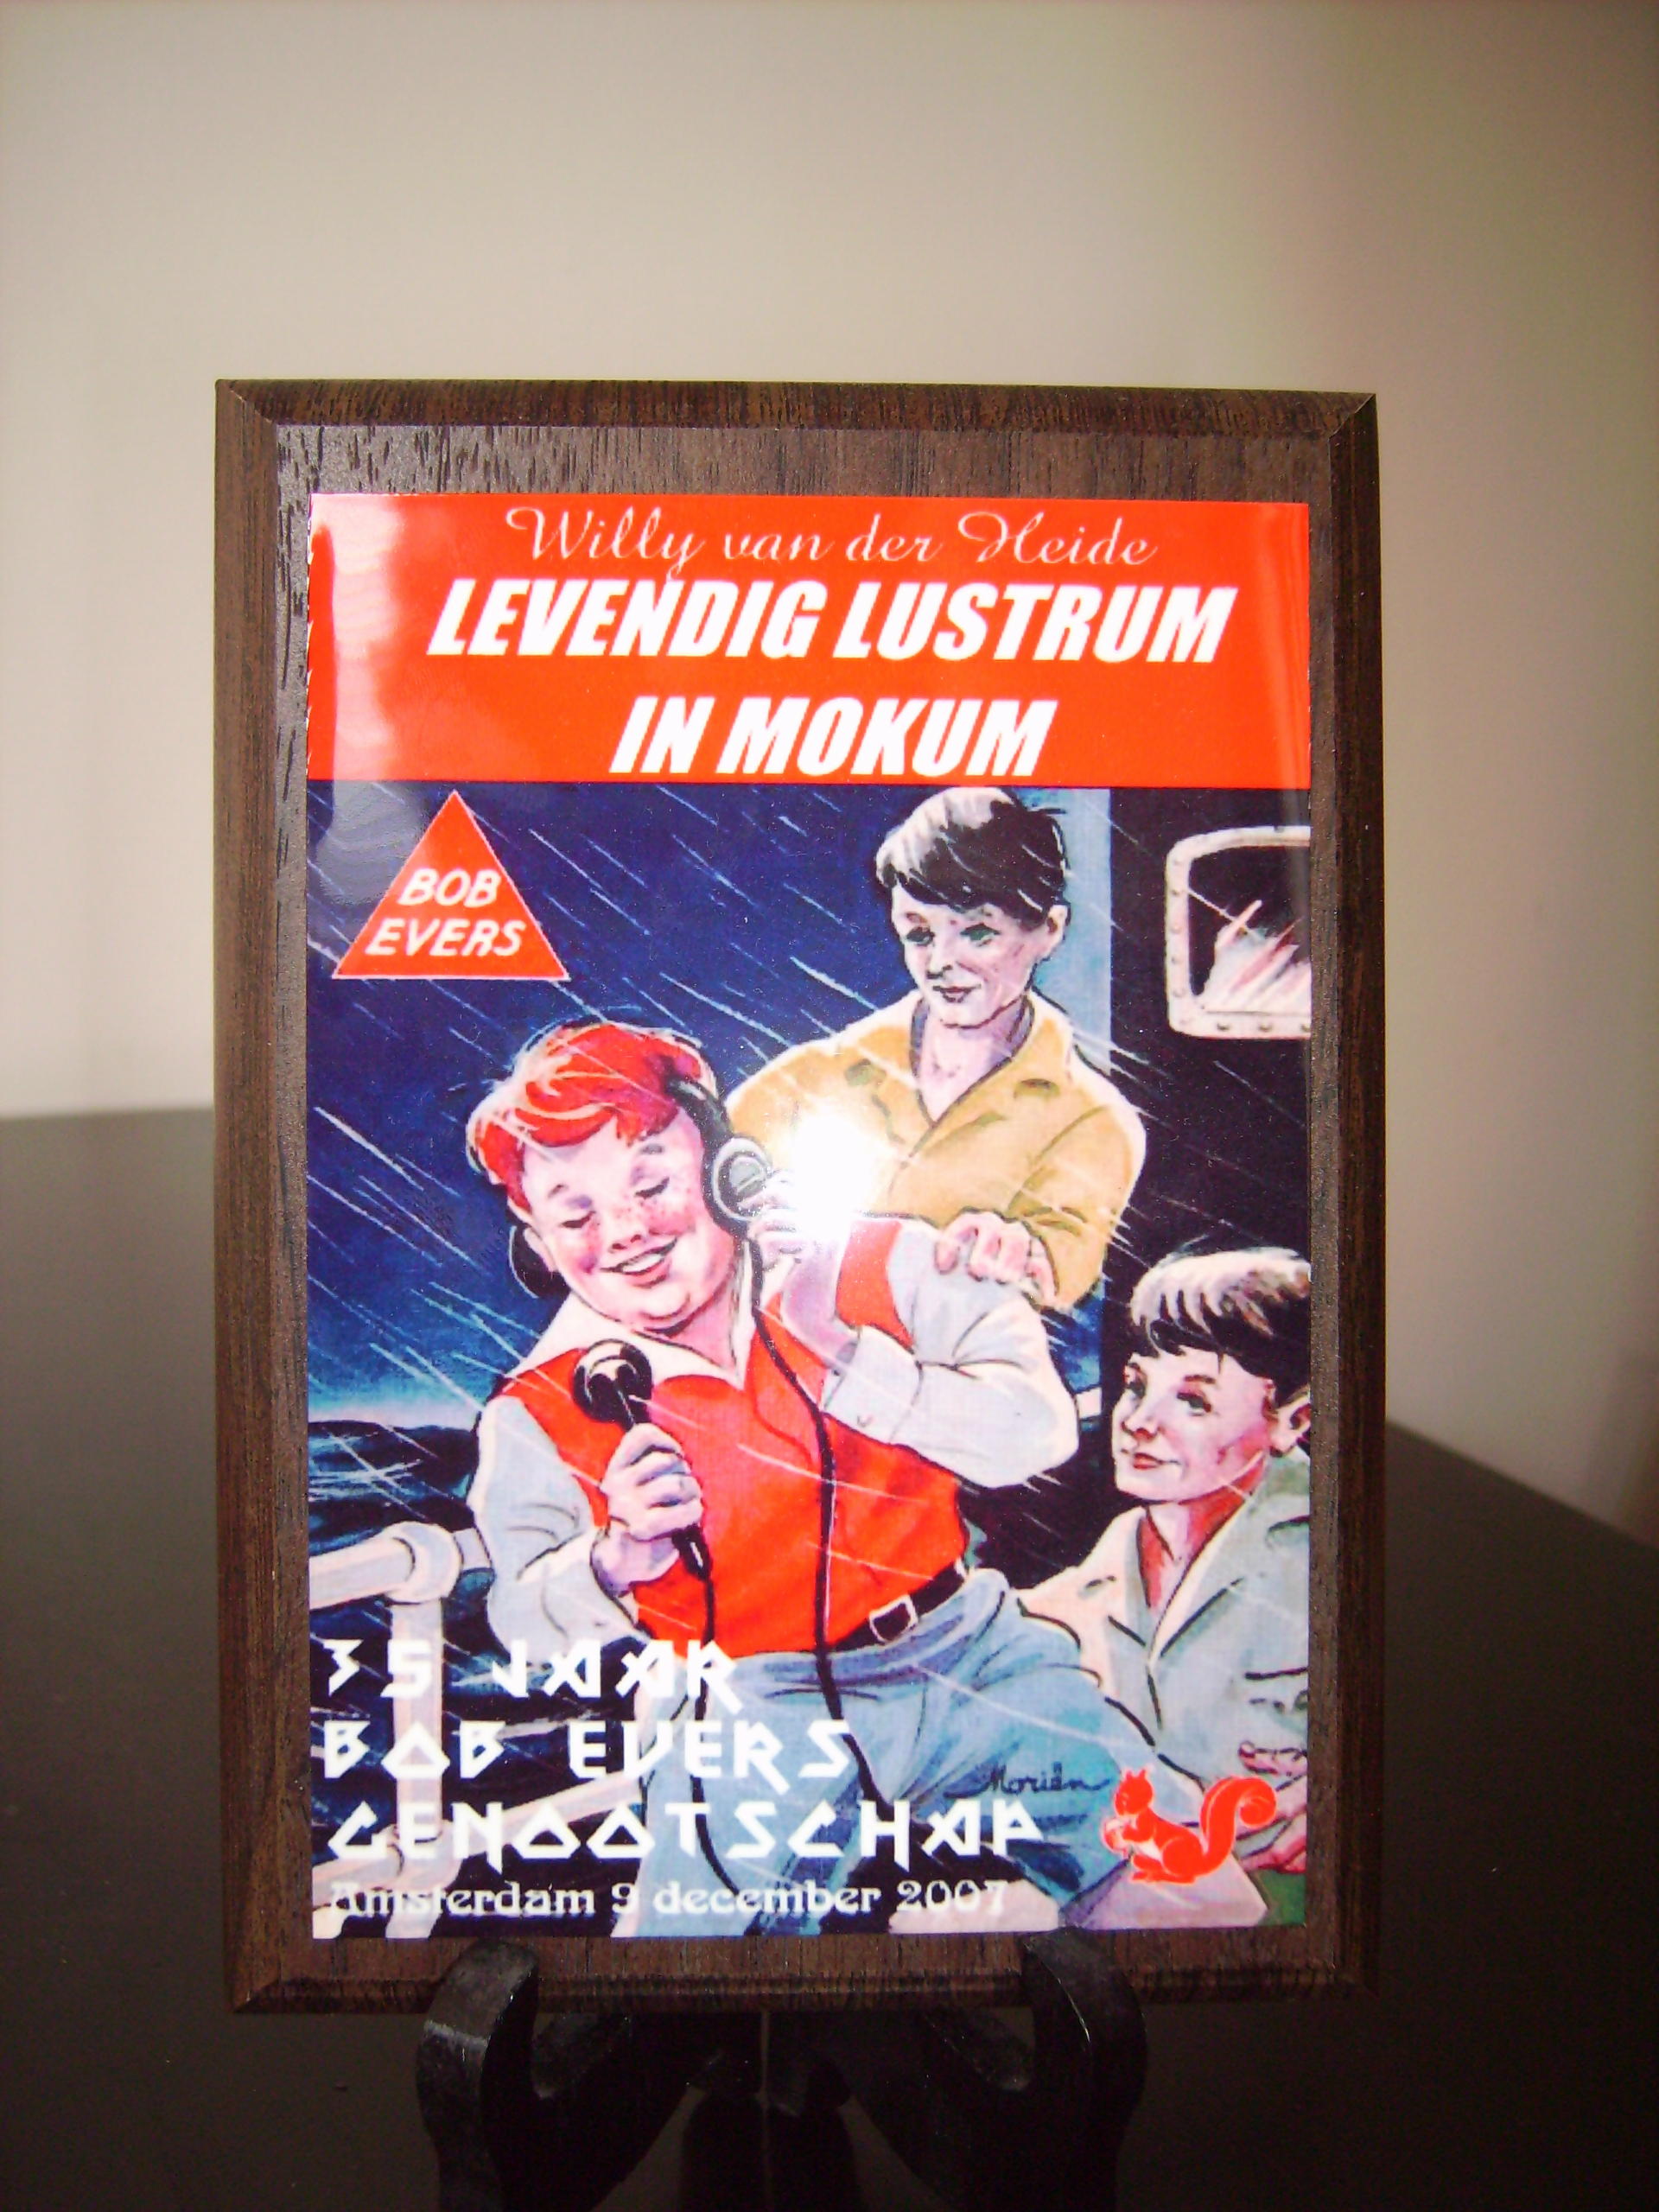 Willy van der Heide
LEVENDIG LUSTRUM
IN MOKUM
BOB
EVERS
35 JAAR
BOB EVERS
GENOOTSCHAP
Moriën
Amsterdam 9 december 2007